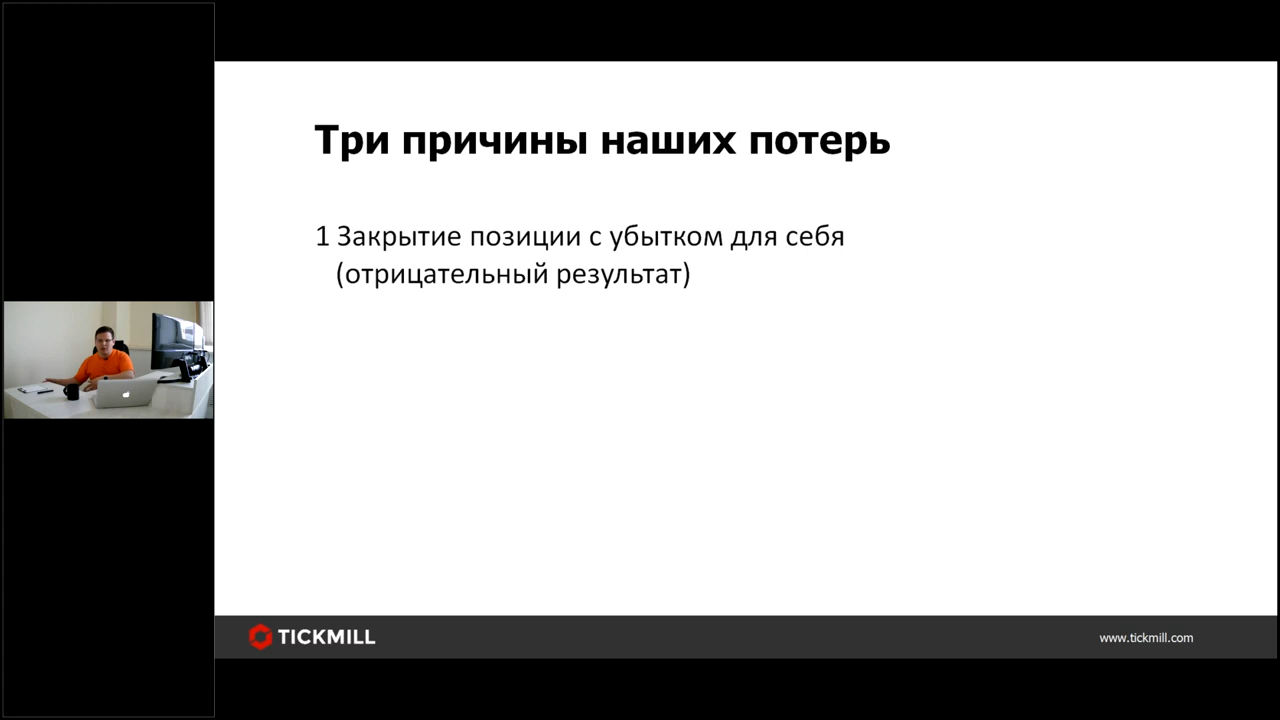 Три причины наших потерь
1 Закрытие позиции с убытком для себя
(отрицательный результат)
TICKMILL
www.tickmill.com